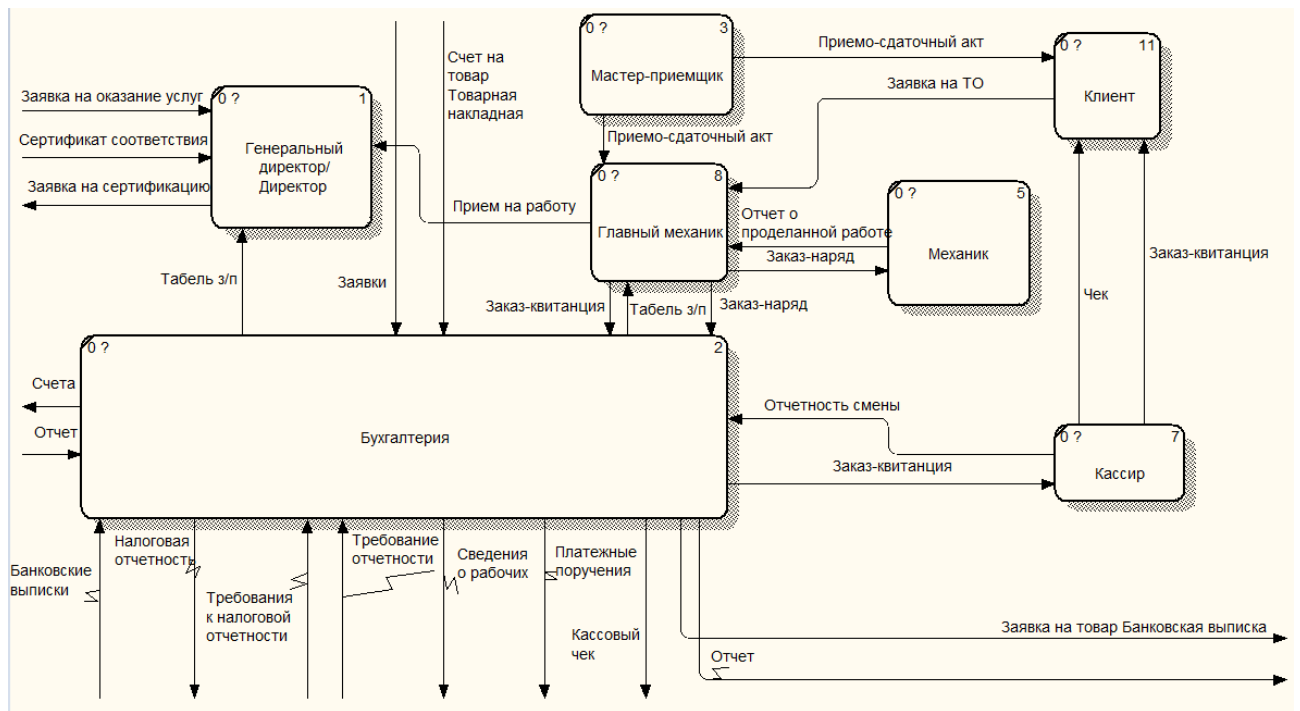 0 ?
3
Мастер-приемщик
0 ?
11
Клиент
Приемо-сдаточный акт
Заявка на ТО
Счет на
товар
Товарная
накладная
0 ?
1
Генеральный
директор/
Директор
Заявка на оказание услуг
Сертификат соответствия
Заявка на сертификацию
Приемо-сдаточный акт
0 ?
8
Главный механик
Прием на работу
Отчет о
проделанной работе
Заказ-наряд
0 ?
5
Механик
Заказ-квитанция
Чек
Табель з/п
Заявки
Заказ-квитанция
Табель з/п
Заказ-наряд
0 ?
2
Бухгалтерия
Счета
Отчет
Отчетность смены
Заказ-квитанция
0 ?
7
Кассир
Банковские
выписки
Налоговая
отчетность
Требования
к налоговой
отчетности
Требование
отчетности
Сведения
о рабочих
Платежные
поручения
Кассовый
чек
Заявка на товар Банковская выписка
Отчет